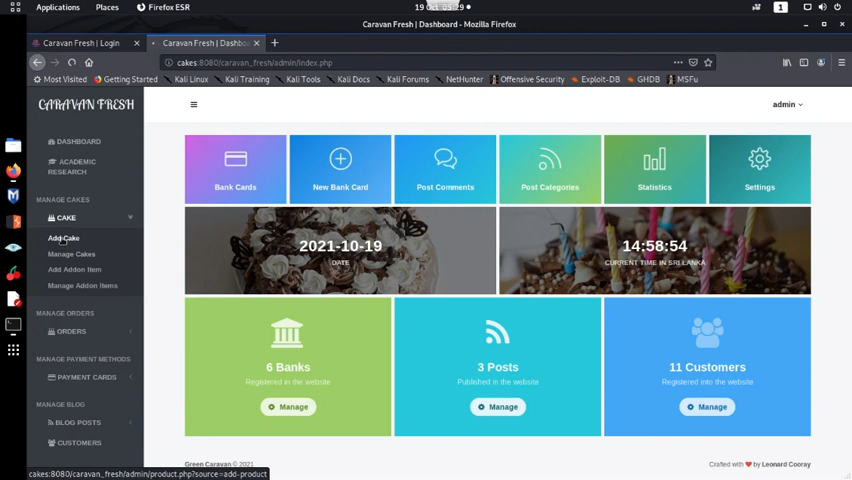 Applications Places Firefox ESR 19 Oct 05:29 1
Caravan Fresh | Dashboard - Mozilla Firefox
Caravan Fresh | Login Caravan Fresh | Dashbo
cakes:8080/caravan_fresh/admin/index.php
Most Visited Getting Started Kali Linux Kali Training Kali Tools Kali Docs Kali Forums NetHunter Offensive Security Exploit-DB GHDB MSFu
CARAVAN FRESH
admin
DASHBOARD
ACADEMIC
RESEARCH
MANAGE CAKES
CAKE
Add Cake
Manage Cakes
Add Addon Item
Manage Addon Items
MANAGE ORDERS
ORDERS
MANAGE PAYMENT METHODS
PAYMENT CARDS
MANAGE BLOG
BLOG POSTS
CUSTOMERS
Bank Cards New Bank Card Post Comments Post Categories Statistics Settings
2021-10-19 14:58:54
DATE CURRENT TIME IN SRI LANKA
6 Banks 3 Posts 11 Customers
Registered in the website Published in the website Registered into the website
Manage Manage Manage
Green Caravan © 2021 Crafted with ❤ by Leonard Cooray
cakes:8080/caravan_fresh/admin/product.php?source=add-product